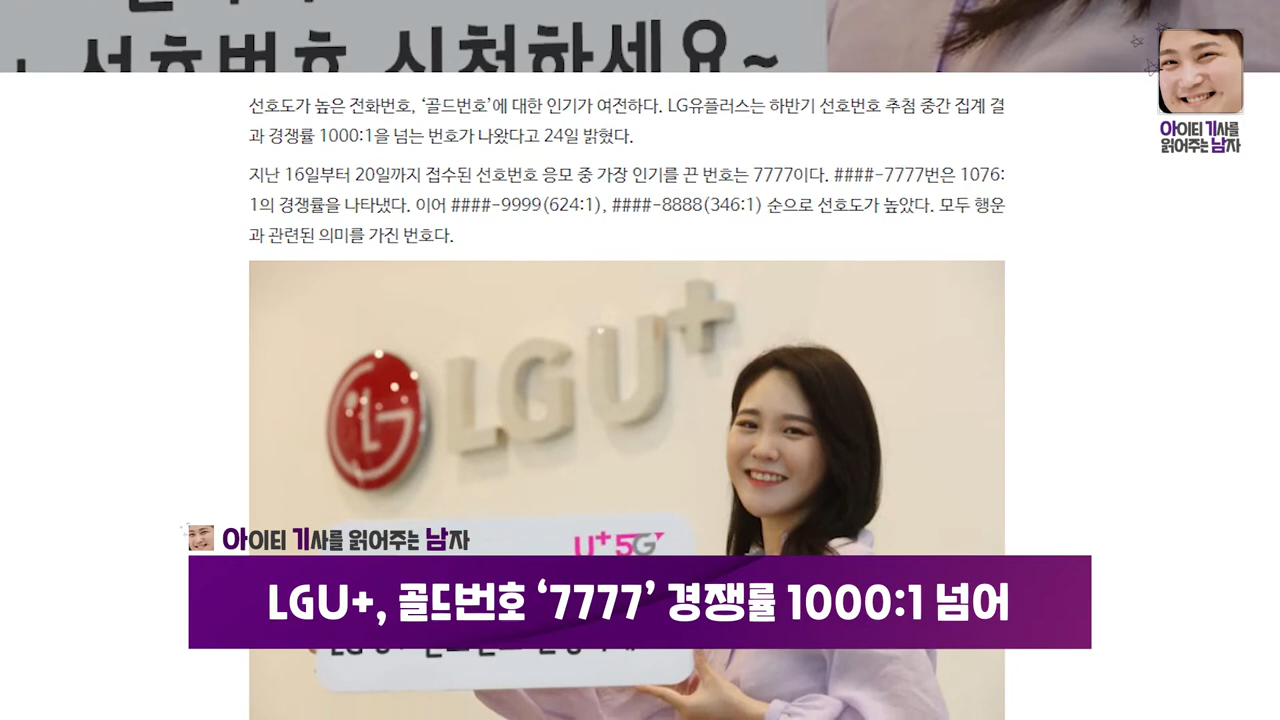 선호번호 신청하세요~
아이티 기사를
읽어주는 남자
선호도가 높은 전화번호, ‘골드번호’에 대한 인기가 여전하다. LG유플러스는 하반기 선호번호 추첨 중간 집계 결
과 경쟁률 1000:1을 넘는 번호가 나왔다고 24일 밝혔다.
지난 16일부터 20일까지 접수된 선호번호 응모 중 가장 인기를 끈 번호는 7777이다. ####-7777번은 1076:
1의 경쟁률을 나타냈다. 이어 ####-9999(624:1), ####-8888(346:1) 순으로 선호도가 높았다. 모두 행운
과 관련된 의미를 가진 번호다.
LG LGU+
U+5G
아이티 기사를 읽어주는 남자
LGU+, 골드번호 ‘7777’ 경쟁률 1000:1 넘어